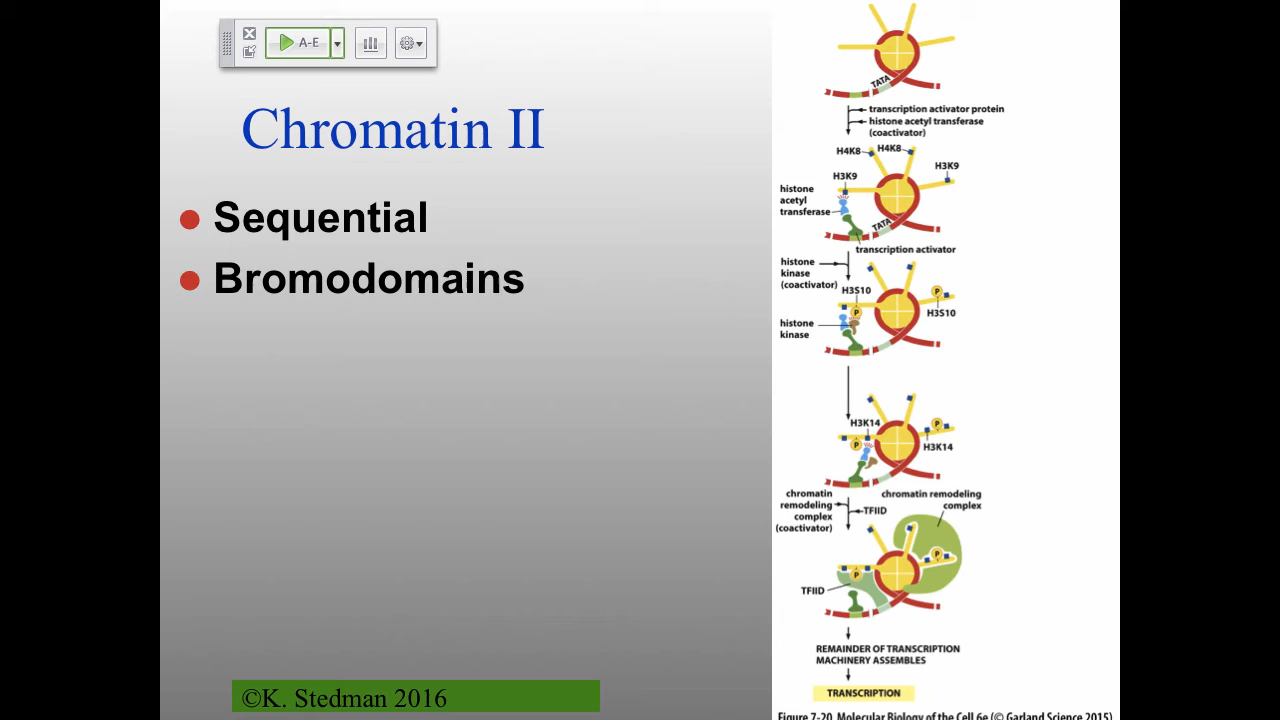 A-E
Chromatin II
Sequential
Bromodomains
©K. Stedman 2016
TATA
transcription activator protein
histone acetyl transferase
(coactivator)
H4K8
H4K8
H3K9
H3K9
histone
acetyl
transferase
TATA
transcription activator
histone
kinase
(coactivator)
H3S10
P
P
H3S10
histone
kinase
H3K14
P
P
H3K14
chromatin
remodeling
complex
(coactivator)
TFIID
chromatin remodeling
complex
P
P
TFIID
REMAINDER OF TRANSCRIPTION
MACHINERY ASSEMBLES
TRANSCRIPTION
Figure 7-20 Molecular Biology of the Cell 6e (© Garland Science 2015)